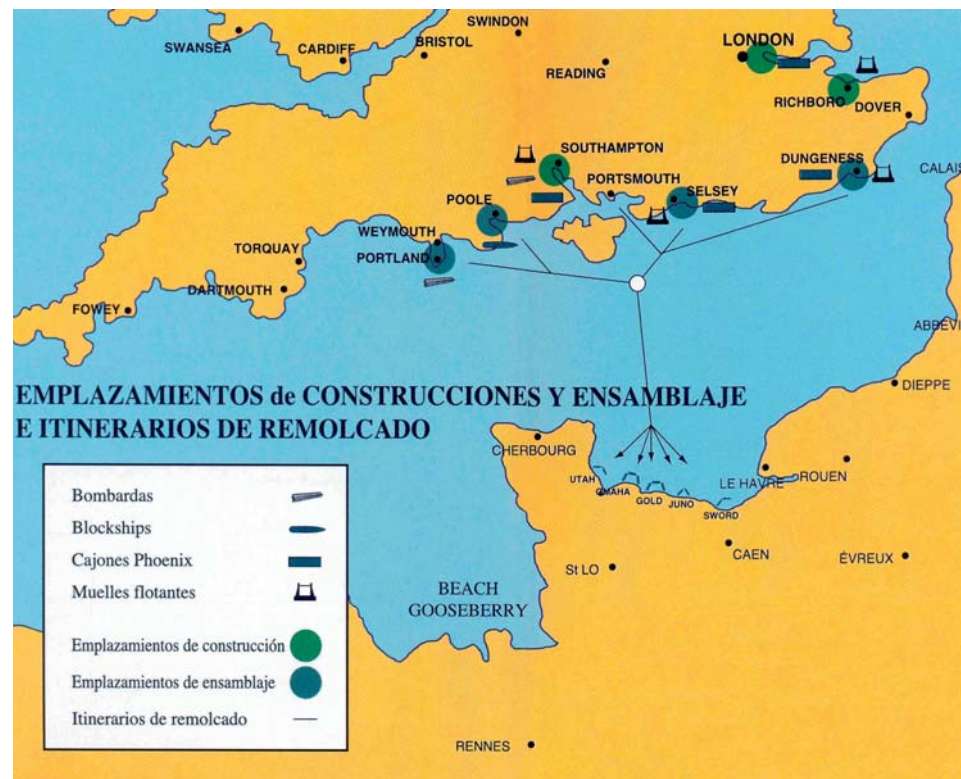 SWINDON
SWANSEA
CARDIFF
BRISTOL
LONDON
READING
RICHBORO
DOVER
SOUTHAMPTON
DUNGENESS
CALAIS
PORTSMOUTH
SELSEY
POOLE
WEYMOUTH
TORQUAY
PORTLAND
DARTMOUTH
FOWEY
ABBEVI
DIEPPE
EMPLAZAMIENTOS de CONSTRUCCIONES Y ENSAMBLAJE
E ITINERARIOS DE REMOLCADO
CHERBOURG
UTAH
OMAHA
GOLD
JUNO
SWORD
LE HAVRE
ROUEN
CAEN
ÉVREUX
St LO
BEACH
GOOSEBERRY
Bombardas
Blockships
Cajones Phoenix
Muelles flotantes
Emplazamientos de construcción
Emplazamientos de ensamblaje
Itinerarios de remolcado
RENNES